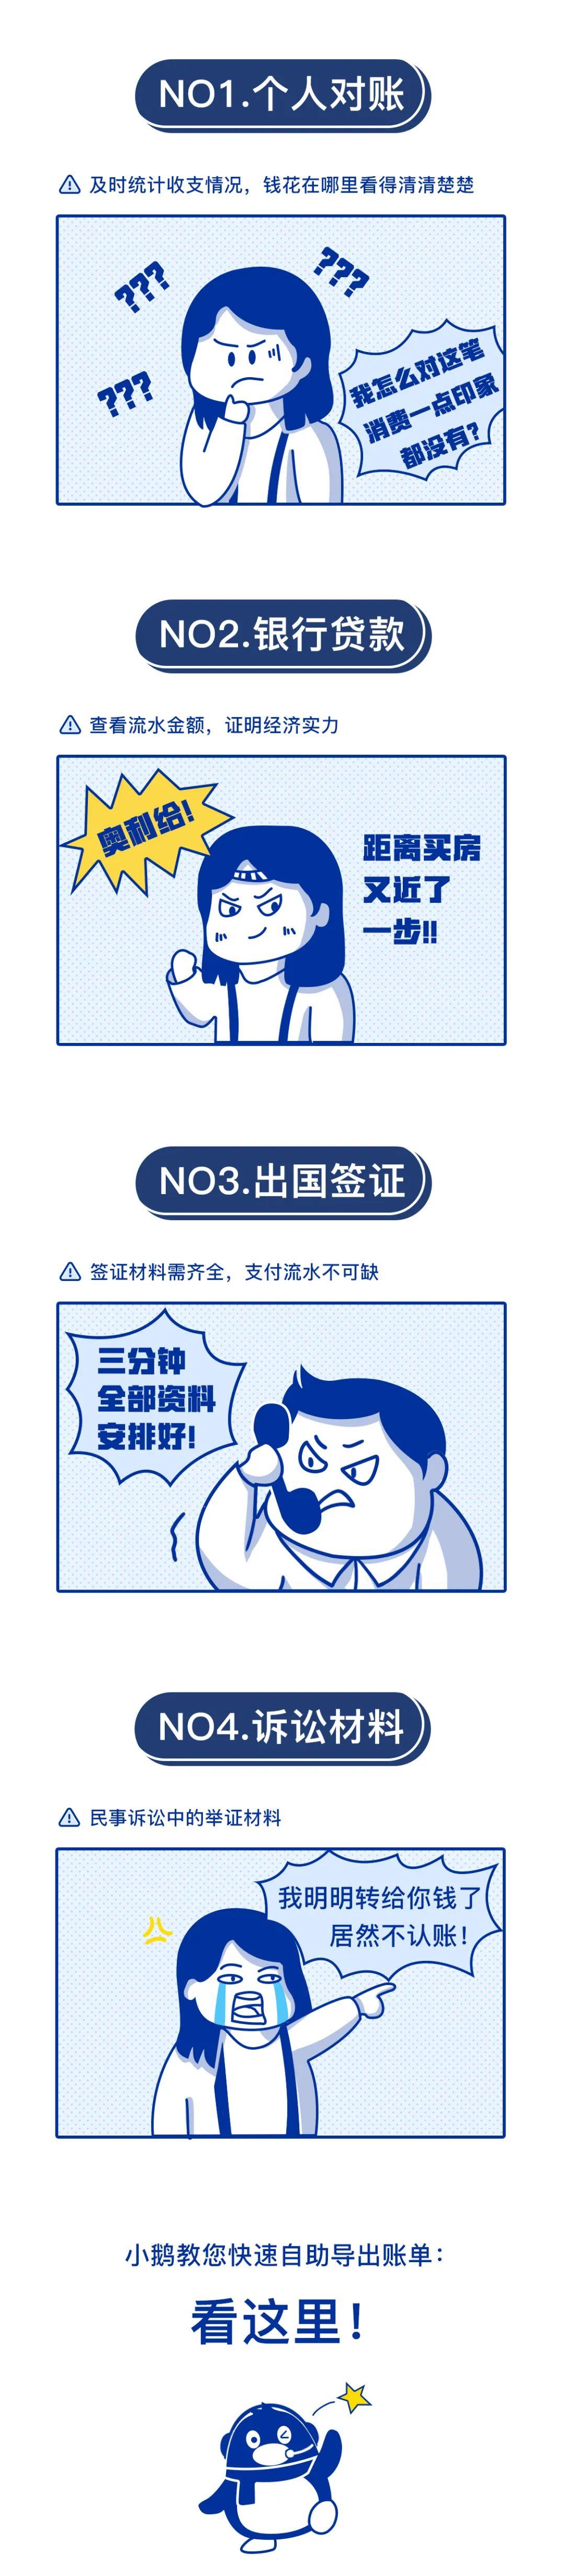 NO1.个人对账
及时统计收支情况，钱花在哪里看得清清楚楚
???
???
???
我怎么对这笔
消费一点印象
都没有?
NO2.银行贷款
查看流水金额，证明经济实力
奥利给!
距离买房
又近了
一步!!
NO3.出国签证
签证材料需齐全，支付流水不可缺
三分钟
全部资料
安排好!
NO4.诉讼材料
民事诉讼中的举证材料
我明明转给你钱了
居然不认账！
小鹅教您快速自助导出账单：
看这里！